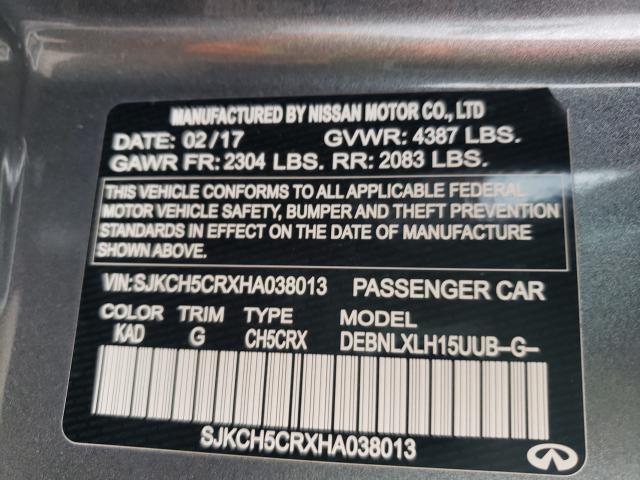 MANUFACTURED BY NISSAN MOTOR CO., LTD
DATE: 02/17 GVWR: 4387 LBS.
GAWR FR: 2304 LBS. RR: 2083 LBS.
THIS VEHICLE CONFORMS TO ALL APPLICABLE FEDERAL
MOTOR VEHICLE SAFETY, BUMPER AND THEFT PREVENTION
STANDARDS IN EFFECT ON THE DATE OF MANUFACTURE
SHOWN ABOVE.
VIN:SJKCH5CRXHA038013 PASSENGER CAR
COLOR TRIM TYPE MODEL
KAD G CH5CRX DEBNLXLH15UUB-G-
SJKCH5CRXHA038013